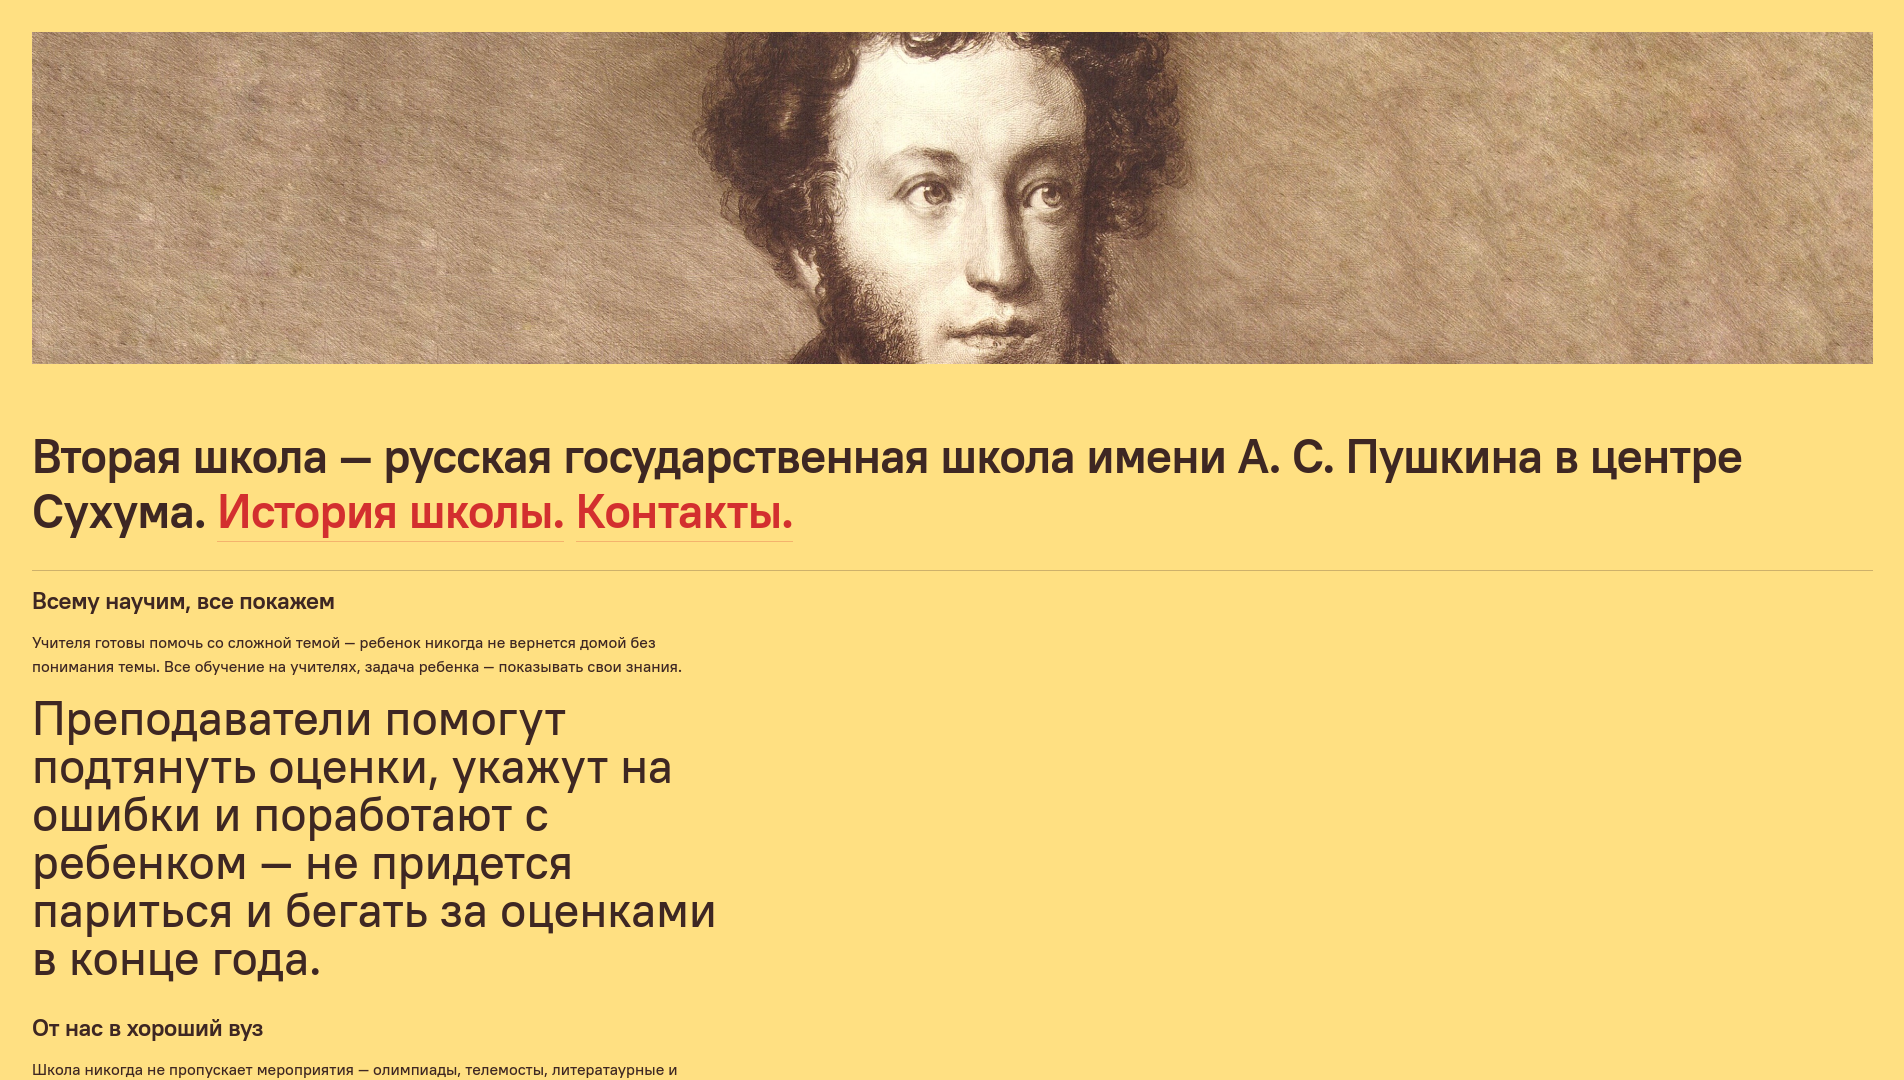 Вторая школа — русская государственная школа имени А. С. Пушкина в центре
Сухума. История школы. Контакты.
Всему научим, все покажем
Учителя готовы помочь со сложной темой — ребенок никогда не вернется домой без
понимания темы. Все обучение на учителях, задача ребенка — показывать свои знания.
Преподаватели помогут
подтянуть оценки, укажут на
ошибки и поработают с
ребенком — не придется
париться и бегать за оценками
в конце года.
От нас в хороший вуз
Школа никогда не пропускает мероприятия — олимпиады, телемосты, литератаурные и